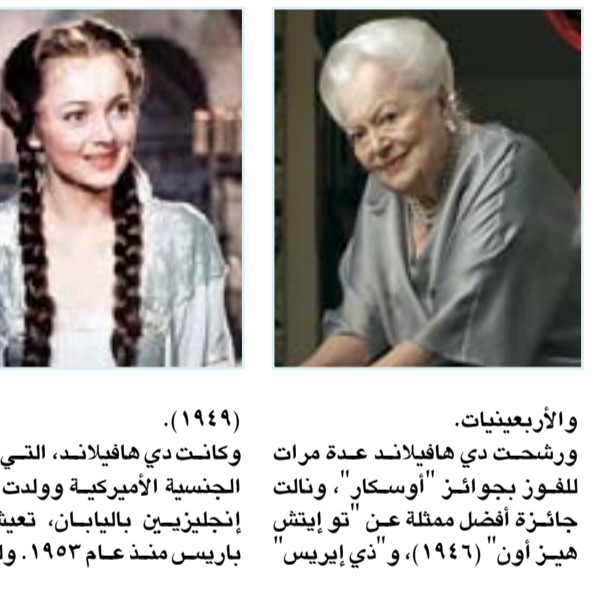 والأربعينيات.
ورشحت دي هافيلاند عدة مرات
للفوز بجوائز "أوسكار"، ونالت
جائزة أفضل ممثلة عن "تو إيتش
هيز أون" (١٩٤٦)، و"ذي إيريس"
(١٩٤٩).
وكانت دي هافيلاند، التي
الجنسية الأميركية وولدت
إنجليزيين باليابان،
باريس منذ عام ١٩٥٣.